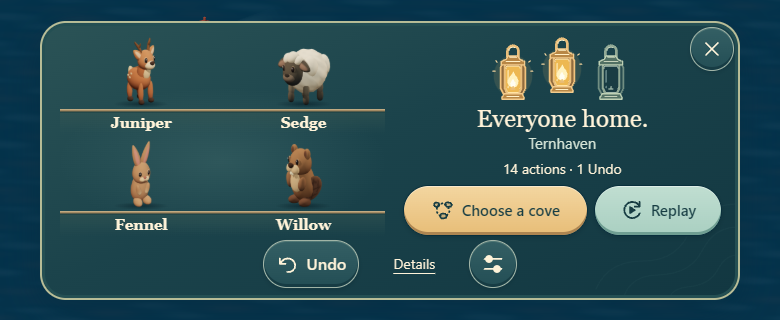 Juniper
Sedge
Fennel
Willow
Everyone home.
Ternhaven
14 actions · 1 Undo
Choose a cove
Replay
Undo
Details